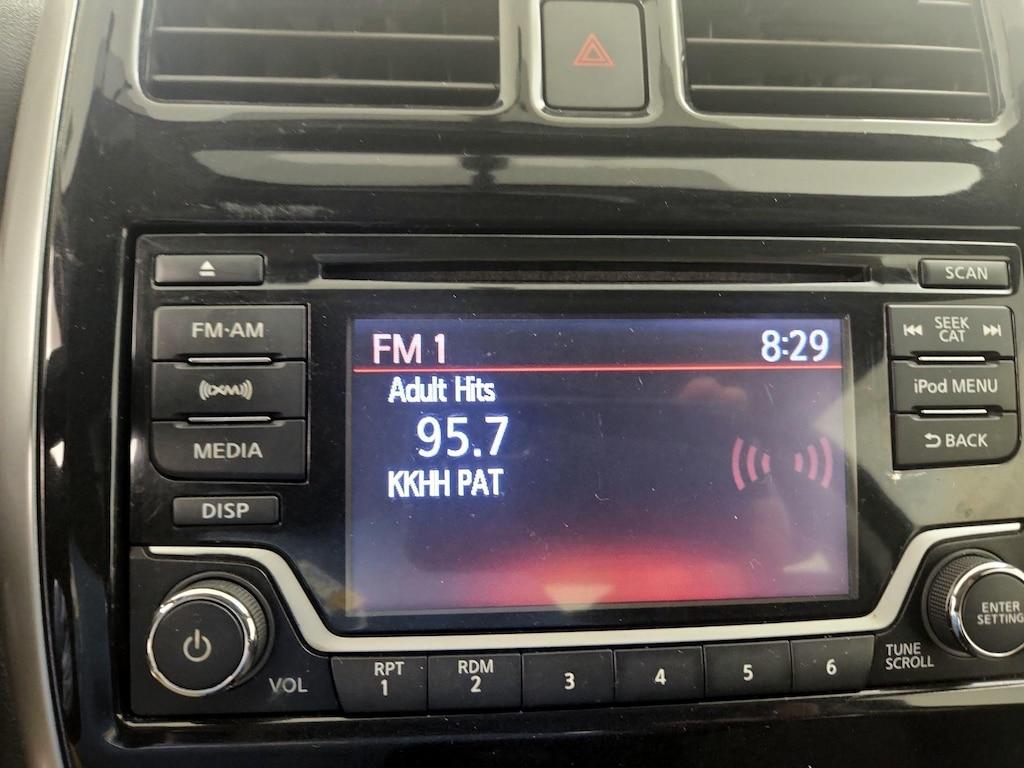 SCAN
FM·AM
SEEK
CAT
FM 1 8:29
Adult Hits
XM
iPod MENU
95.7
MEDIA
BACK
KKHH PAT
DISP
ENTER
SETTING
VOL
RPT
1
RDM
2
3
4
5
6
TUNE
SCROLL